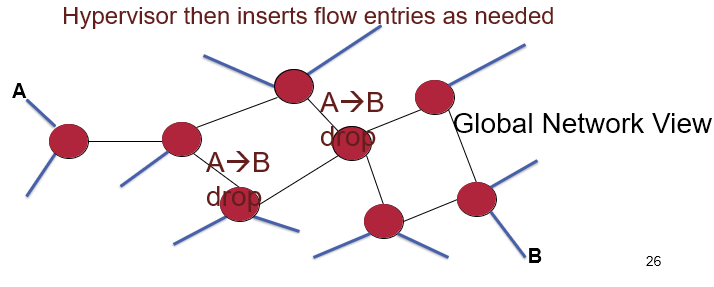 Hypervisor then inserts flow entries as needed
A
A→B
drop
Global Network View
A→B
drop
B
26